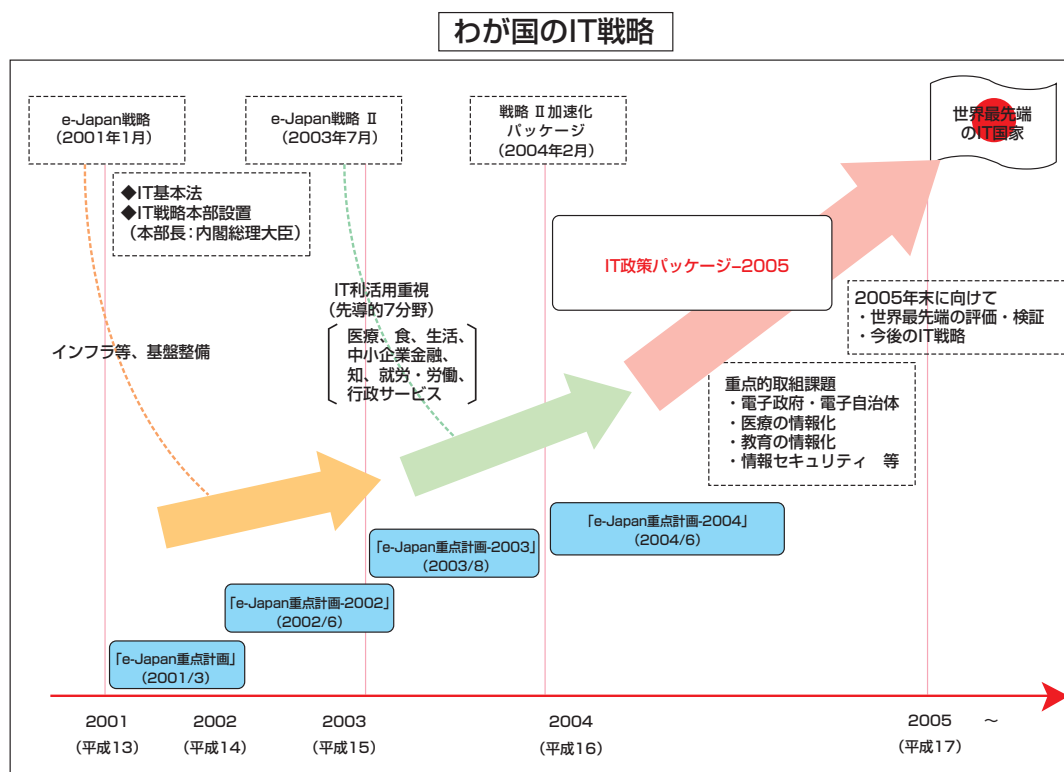 わが国のIT戦略
e-Japan戦略
(2001年1月)
e-Japan戦略 Ⅱ
(2003年7月)
戦略 Ⅱ加速化
パッケージ
(2004年2月)
世界最先端
のIT国家
◆IT基本法
◆IT戦略本部設置
(本部長：内閣総理大臣)
IT政策パッケージ–2005
IT利活用重視
(先導的7分野)
医療、食、生活、
中小企業金融、
知、就労・労働、
行政サービス
2005年末に向けて
・世界最先端の評価・検証
・今後のIT戦略
インフラ等、基盤整備
重点的取組課題
・電子政府・電子自治体
・医療の情報化
・教育の情報化
・情報セキュリティ　等
「e-Japan重点計画-2004」
(2004/6)
「e-Japan重点計画-2003」
(2003/8)
「e-Japan重点計画-2002」
(2002/6)
「e-Japan重点計画」
(2001/3)
2001 2002 2003 2004 2005 ～
(平成13) (平成14) (平成15) (平成16) (平成17)